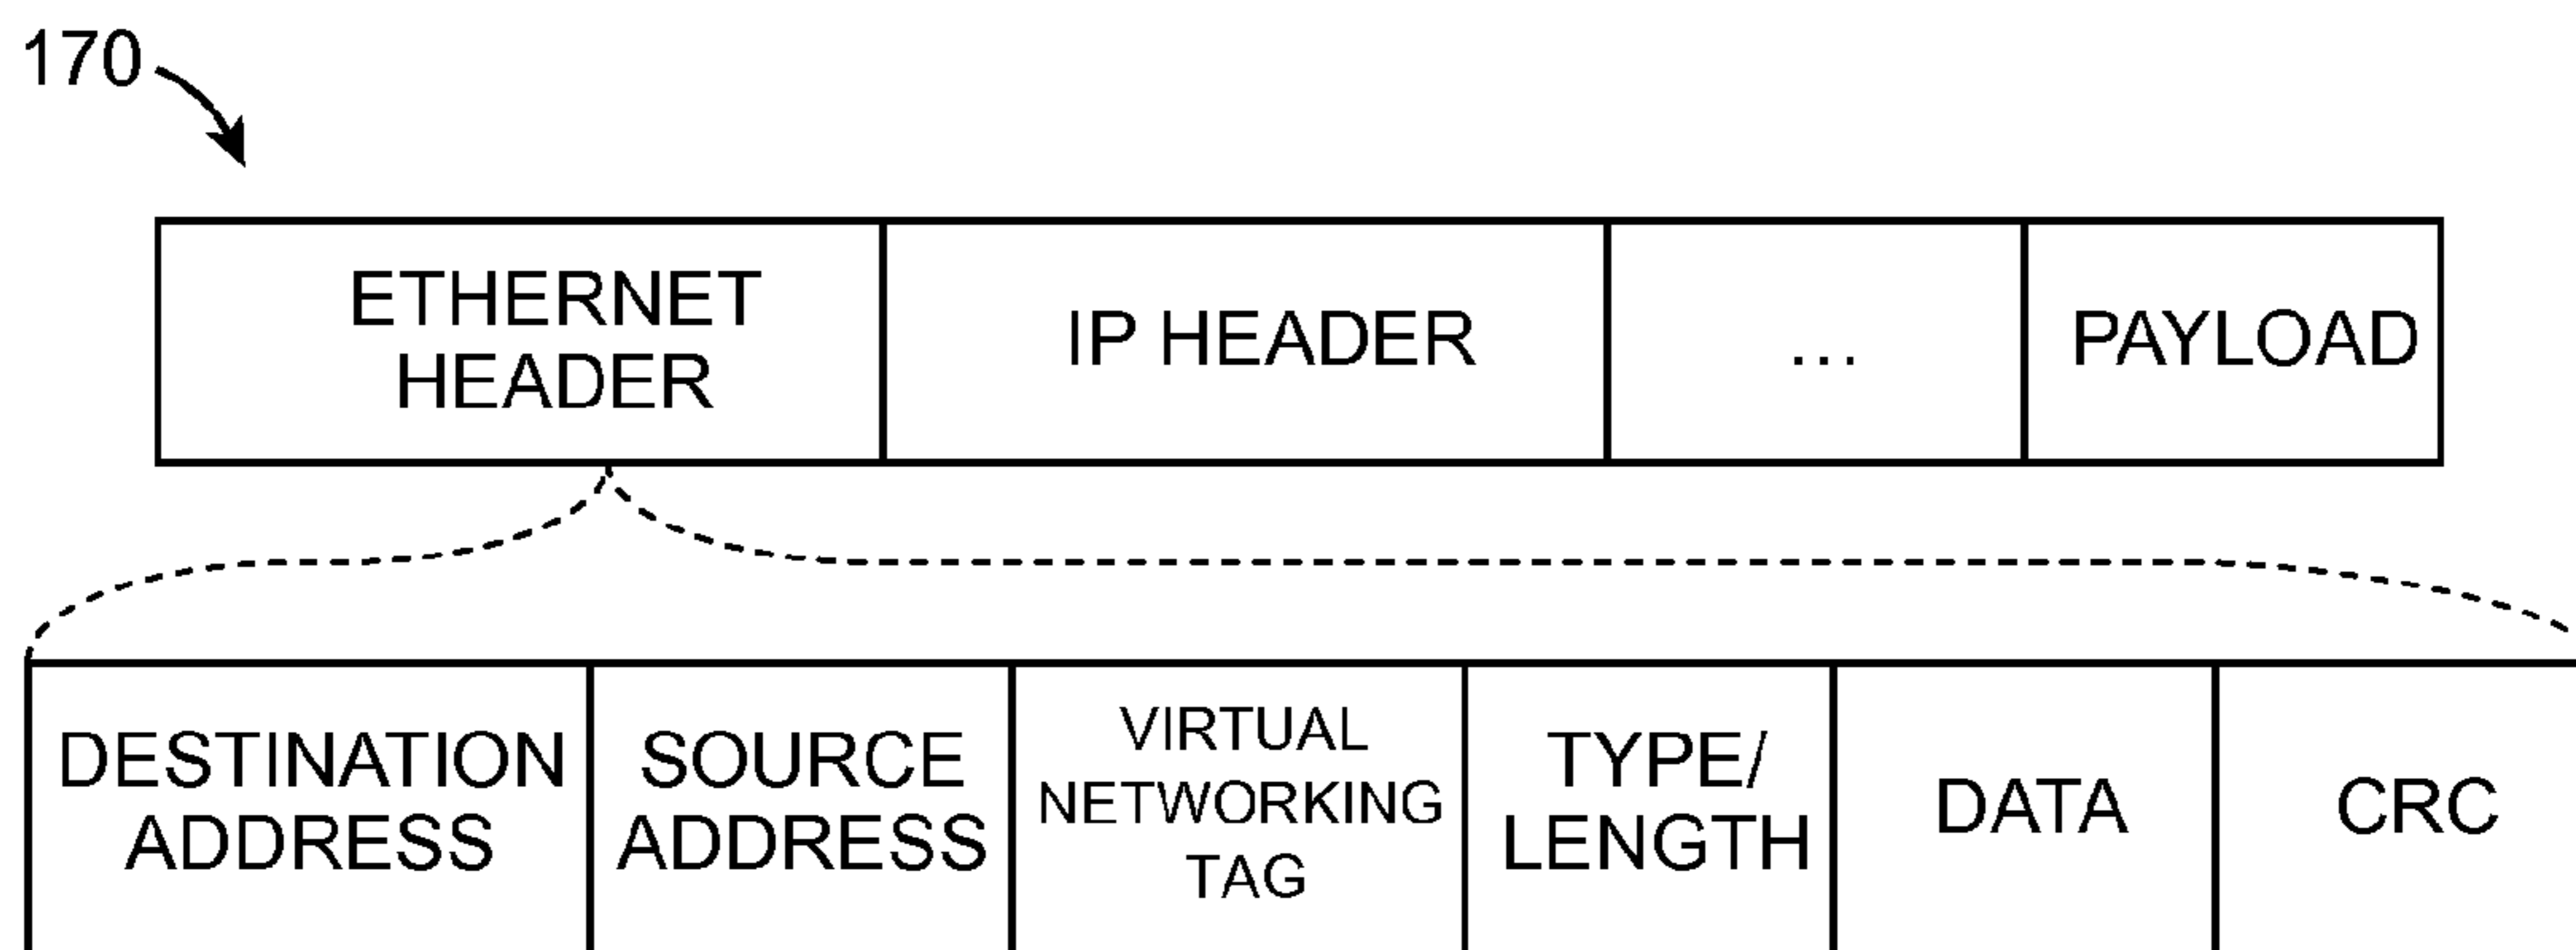 170
ETHERNET
HEADER
IP HEADER
...
PAYLOAD
DESTINATION
ADDRESS
SOURCE
ADDRESS
VIRTUAL
NETWORKING
TAG
TYPE/
LENGTH
DATA
CRC